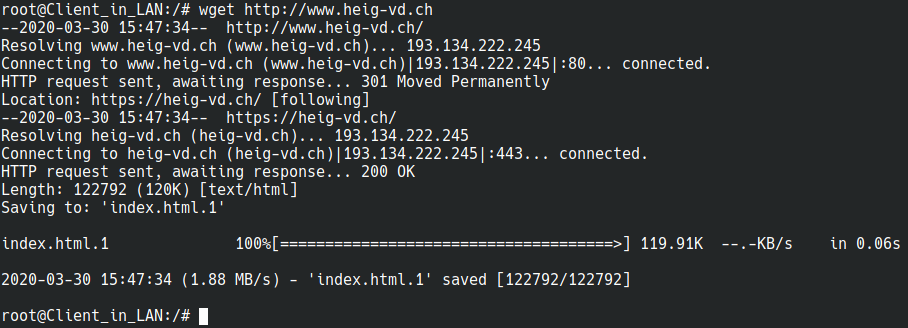 root@Client_in_LAN:/# wget http://www.heig-vd.ch
--2020-03-30 15:47:34--  http://www.heig-vd.ch/
Resolving www.heig-vd.ch (www.heig-vd.ch)... 193.134.222.245
Connecting to www.heig-vd.ch (www.heig-vd.ch)|193.134.222.245|:80... connected.
HTTP request sent, awaiting response... 301 Moved Permanently
Location: https://heig-vd.ch/ [following]
--2020-03-30 15:47:34--  https://heig-vd.ch/
Resolving heig-vd.ch (heig-vd.ch)... 193.134.222.245
Connecting to heig-vd.ch (heig-vd.ch)|193.134.222.245|:443... connected.
HTTP request sent, awaiting response... 200 OK
Length: 122792 (120K) [text/html]
Saving to: 'index.html.1'
index.html.1              100%[=====================================>] 119.91K  --.-KB/s    in 0.06s
2020-03-30 15:47:34 (1.88 MB/s) - 'index.html.1' saved [122792/122792]
root@Client_in_LAN:/#